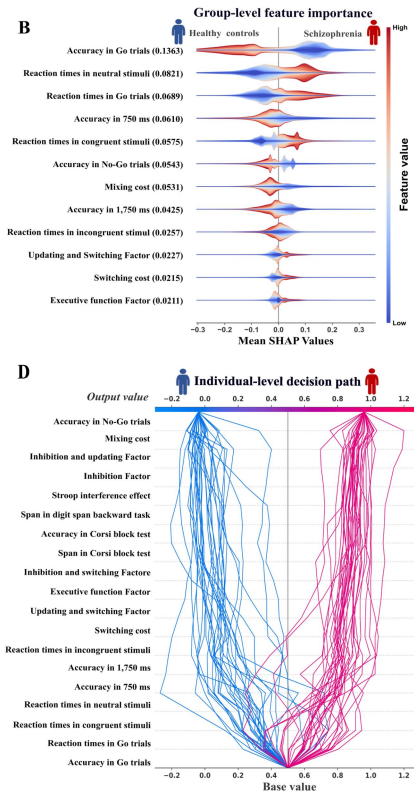 B
Group-level feature importance
Healthy controls Schizophrenia
High
Accuracy in Go trials (0.1363)
Reaction times in neutral stimuli (0.0821)
Reaction times in Go trials (0.0689)
Accuracy in 750 ms (0.0610)
Reaction times in congruent stimuli (0.0575)
Accuracy in No-Go trials (0.0543)
Mixing cost (0.0531)
Accuracy in 1,750 ms (0.0425)
Reaction times in incongruent stimul (0.0257)
Updating and Switching Factor (0.0227)
Switching cost (0.0215)
Executive function Factor (0.0211)
Feature value
Low
-0.3 -0.2 -0.1 0.0 0.1 0.2 0.3
Mean SHAP Values
D
Individual-level decision path
Output value
-0.2 0.0 0.2 0.4 0.6 0.8 1.0 1.2
Accuracy in No-Go trials
Mixing cost
Inhibition and updating Factor
Inhibition Factor
Stroop interference effect
Span in digit span backward task
Accuracy in Corsi block test
Span in Corsi block test
Inhibition and switching Factore
Executive function Factor
Updating and switching Factor
Switching cost
Reaction times in incongruent stimuli
Accuracy in 1,750 ms
Accuracy in 750 ms
Reaction times in neutral stimuli
Reaction times in congruent stimuli
Reaction times in Go trials
Accuracy in Go trials
-0.2 0.0 0.2 0.4 0.6 0.8 1.0 1.2
Base value